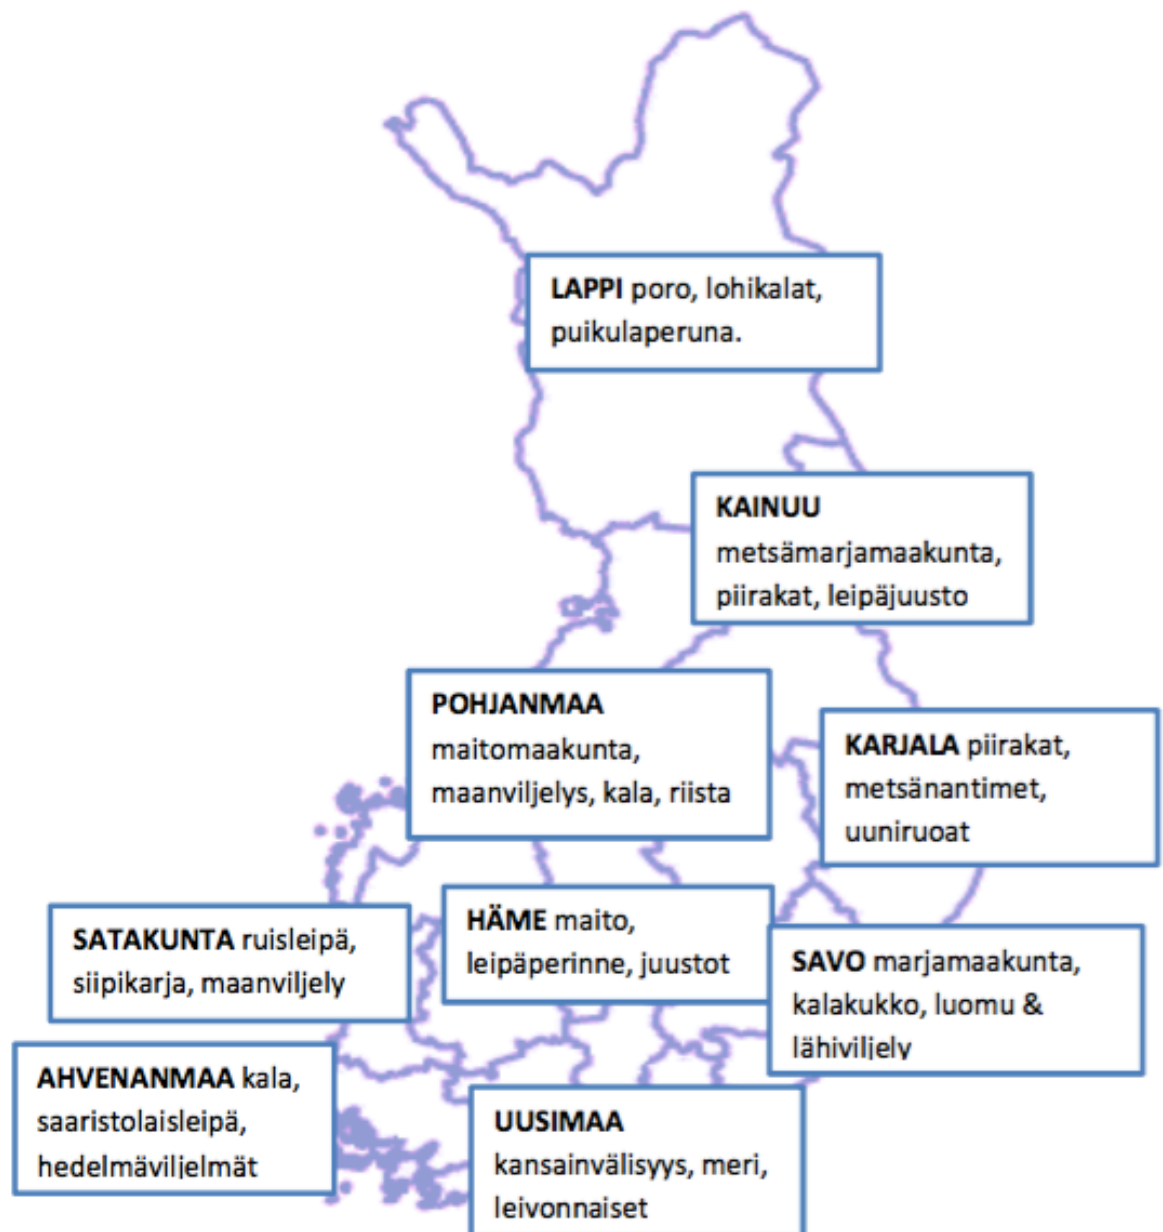 LAPPI poro, lohikalat,
puikulaperuna.
KAINUU
metsämarjamaakunta,
piirakat, leipäjuusto
POHJANMAA
maitomaakunta,
maanviljelys, kala, riista
KARJALA piirakat,
metsänantimet,
uuniruoat
SATAKUNTA ruisleipä,
siipikarja, maanviljely
HÄME maito,
leipäperinne, juustot
SAVO marjamaakunta,
kalakukko, luomu &
lähiviljely
AHVENANMAA kala,
saaristolaisleipä,
hedelmäviljelmät
UUSIMAA
kansainvälisyys, meri,
leivonnaiset